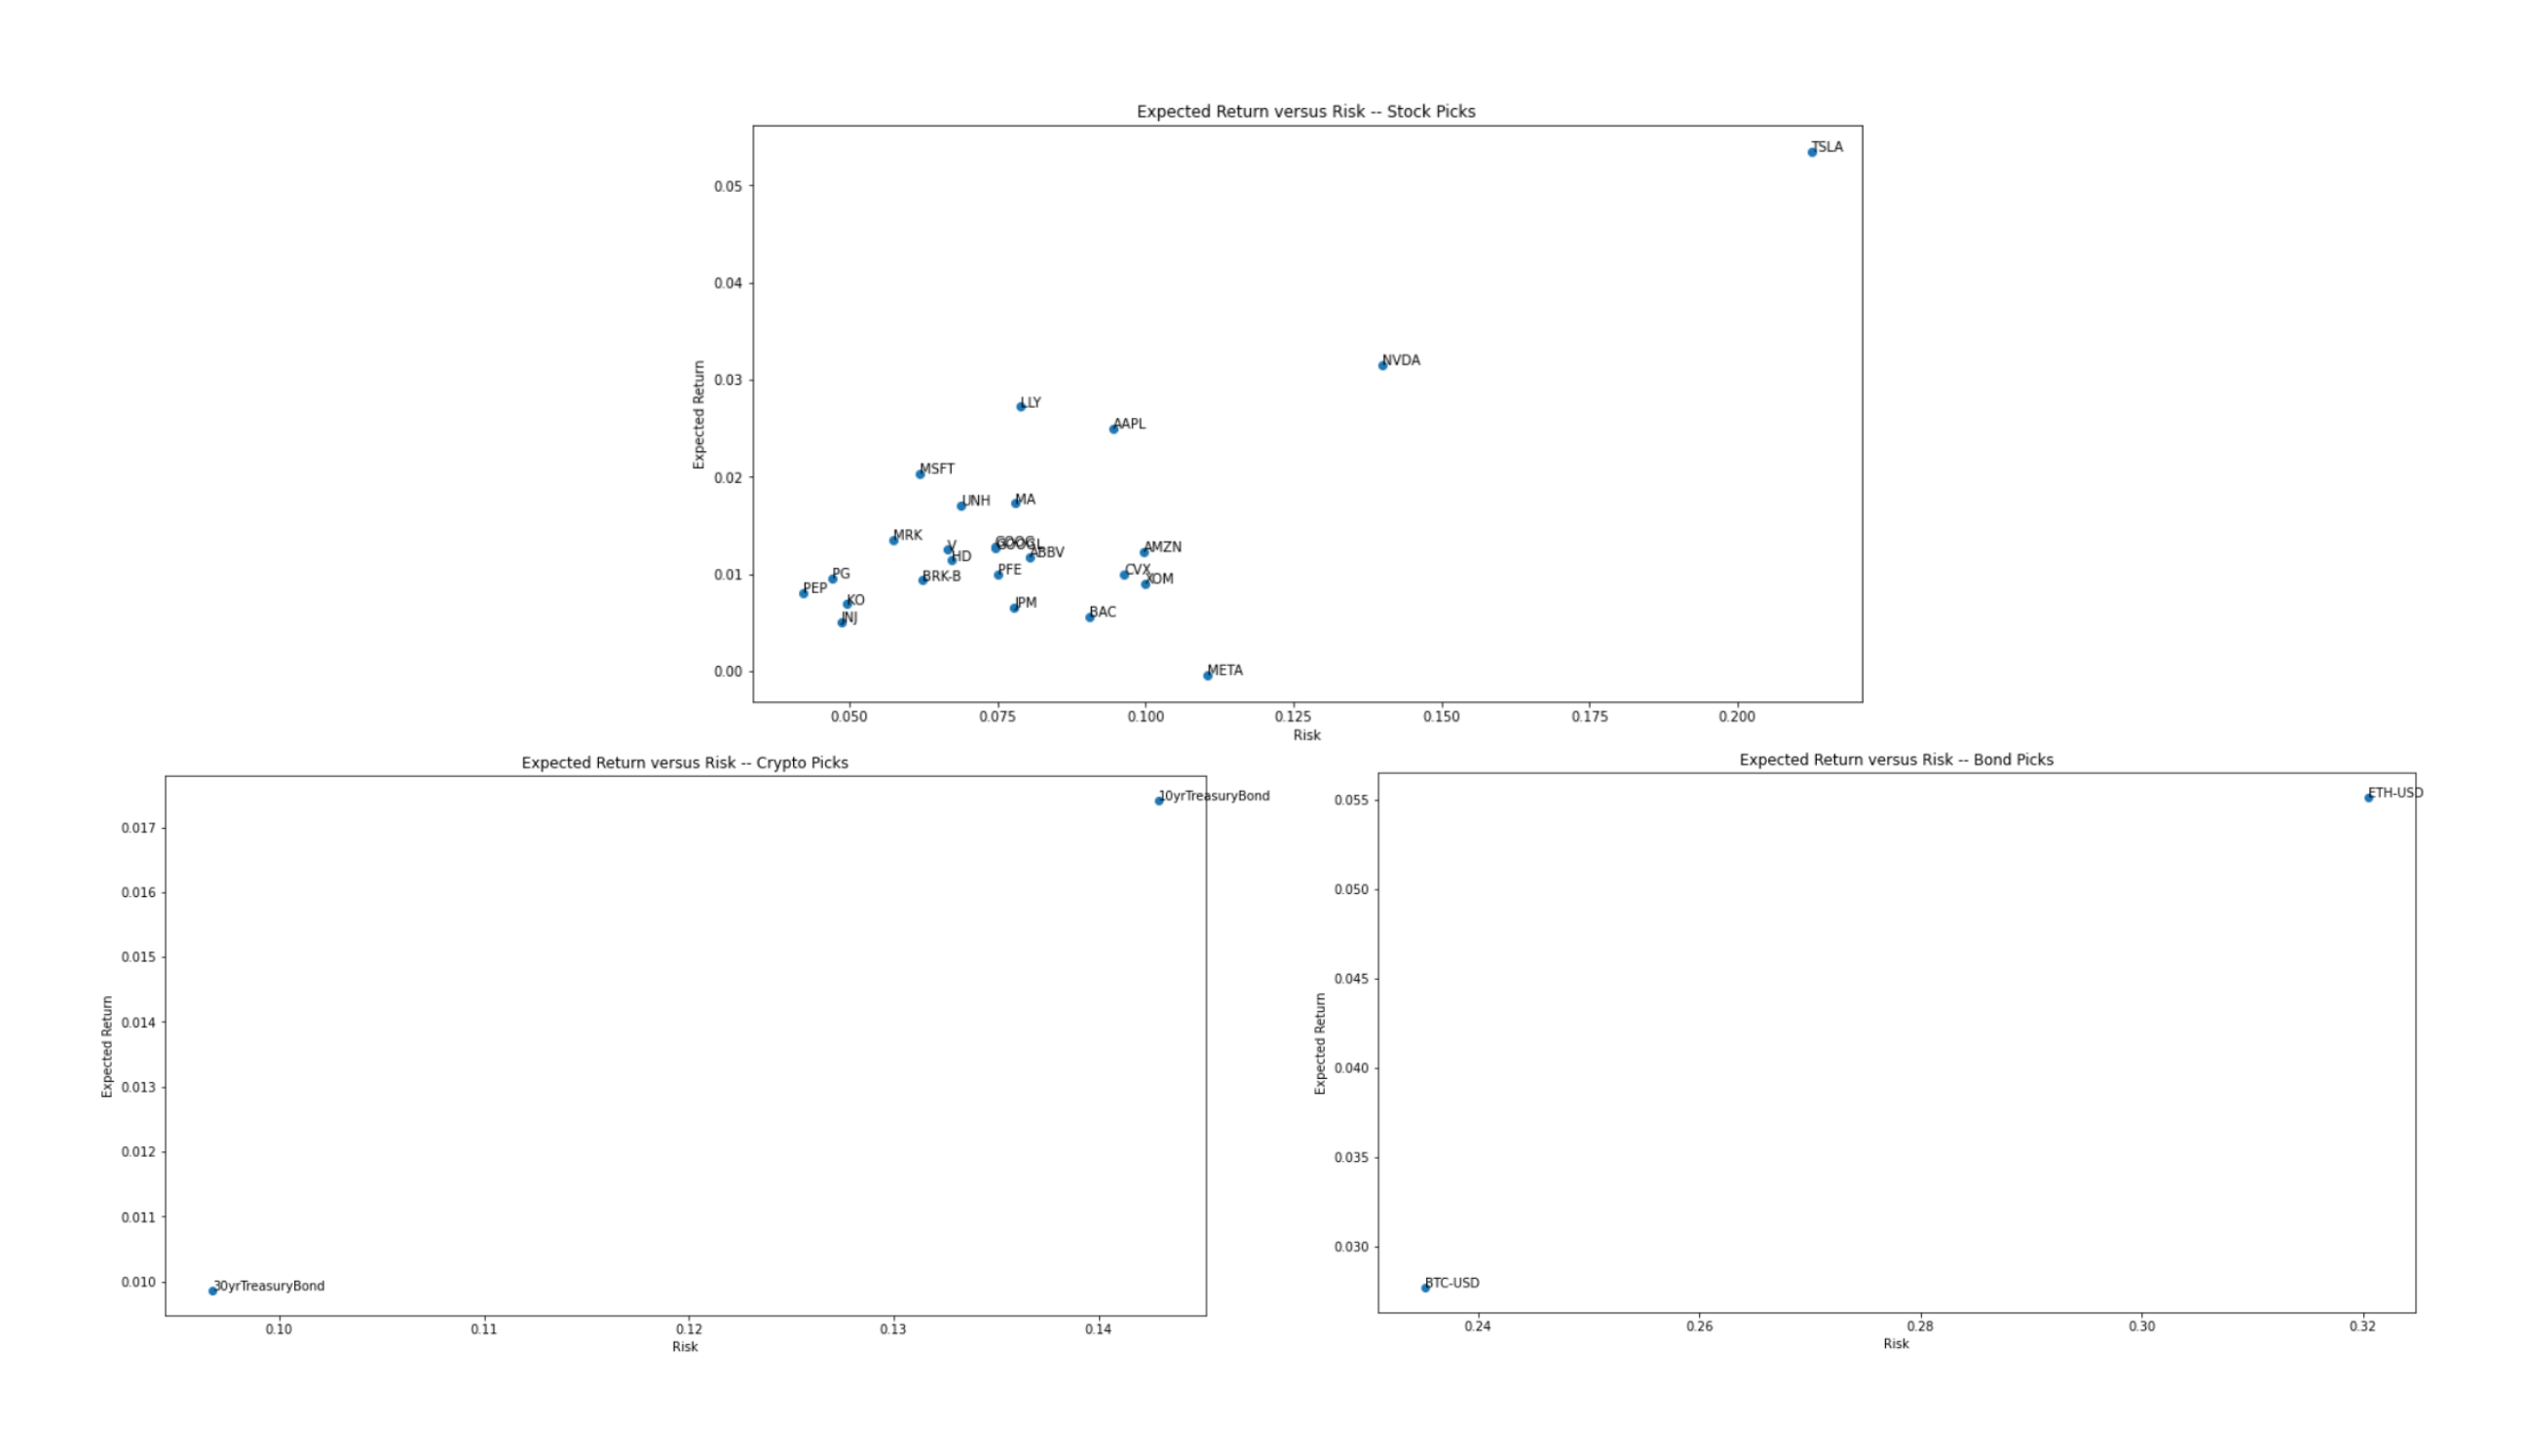 Expected Return versus Risk -- Stock Picks
TSLA
0.05
0.04
NVDA
0.03
LLY
AAPL
Expected Return
MSFT
0.02
UNH
MA
MRK
V
GOOG
GOOGL
AMZN
HD
ABBV
0.01
PG
BRK-B
PFE
CVX
XOM
PEP
KO
JPM
JNJ
BAC
0.00
META
0.050 0.075 0.100 0.125 0.150 0.175 0.200
Risk
Expected Return versus Risk -- Crypto Picks
10yrTreasuryBond
0.017
0.016
0.015
0.014
Expected Return
0.013
0.012
0.011
0.010
30yrTreasuryBond
0.10 0.11 0.12 0.13 0.14
Risk
Expected Return versus Risk -- Bond Picks
ETH-USD
0.055
0.050
0.045
Expected Return
0.040
0.035
0.030
BTC-USD
0.24 0.26 0.28 0.30 0.32
Risk